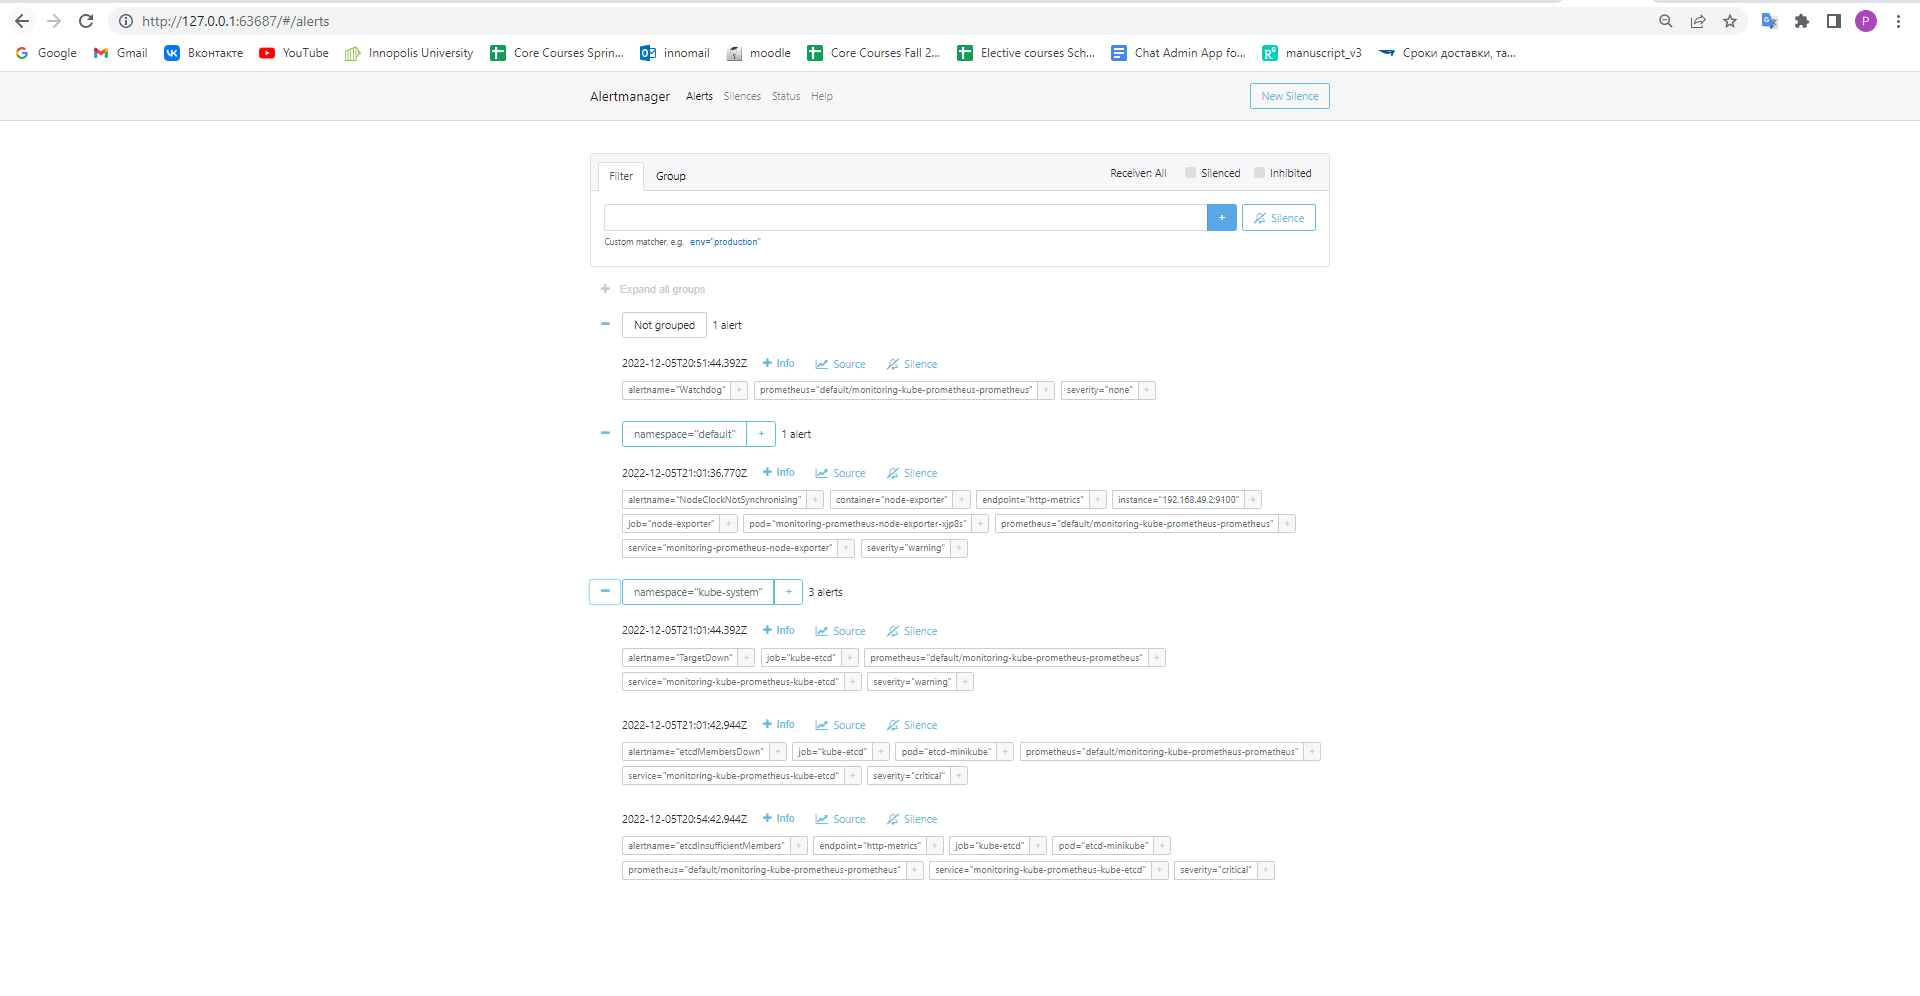 http://127.0.0.1:63687/#/alerts
P
Google Gmail Вконтакте YouTube Innopolis University Core Courses Sprin... innomail moodle Core Courses Fall 2... Elective courses Sch... Chat Admin App fo... manuscript_v3 Сроки доставки, та...
Alertmanager Alerts Silences Status Help New Silence
Filter Group Receiver: All Silenced Inhibited
+ Silence
Custom matcher, e.g. env="production"
+ Expand all groups
− Not grouped 1 alert
2022-12-05T20:51:44.392Z + Info Source Silence
alertname="Watchdog" + prometheus="default/monitoring-kube-prometheus-prometheus" + severity="none" +
− namespace="default" + 1 alert
2022-12-05T21:01:36.770Z + Info Source Silence
alertname="NodeClockNotSynchronising" + container="node-exporter" + endpoint="http-metrics" + instance="192.168.49.2:9100" +
job="node-exporter" + pod="monitoring-prometheus-node-exporter-xjp8s" + prometheus="default/monitoring-kube-prometheus-prometheus" +
service="monitoring-prometheus-node-exporter" + severity="warning" +
− namespace="kube-system" + 3 alerts
2022-12-05T21:01:44.392Z + Info Source Silence
alertname="TargetDown" + job="kube-etcd" + prometheus="default/monitoring-kube-prometheus-prometheus" +
service="monitoring-kube-prometheus-kube-etcd" + severity="warning" +
2022-12-05T21:01:42.944Z + Info Source Silence
alertname="etcdMembersDown" + job="kube-etcd" + pod="etcd-minikube" + prometheus="default/monitoring-kube-prometheus-prometheus" +
service="monitoring-kube-prometheus-kube-etcd" + severity="critical" +
2022-12-05T20:54:42.944Z + Info Source Silence
alertname="etcdInsufficientMembers" + endpoint="http-metrics" + job="kube-etcd" + pod="etcd-minikube" +
prometheus="default/monitoring-kube-prometheus-prometheus" + service="monitoring-kube-prometheus-kube-etcd" + severity="critical" +